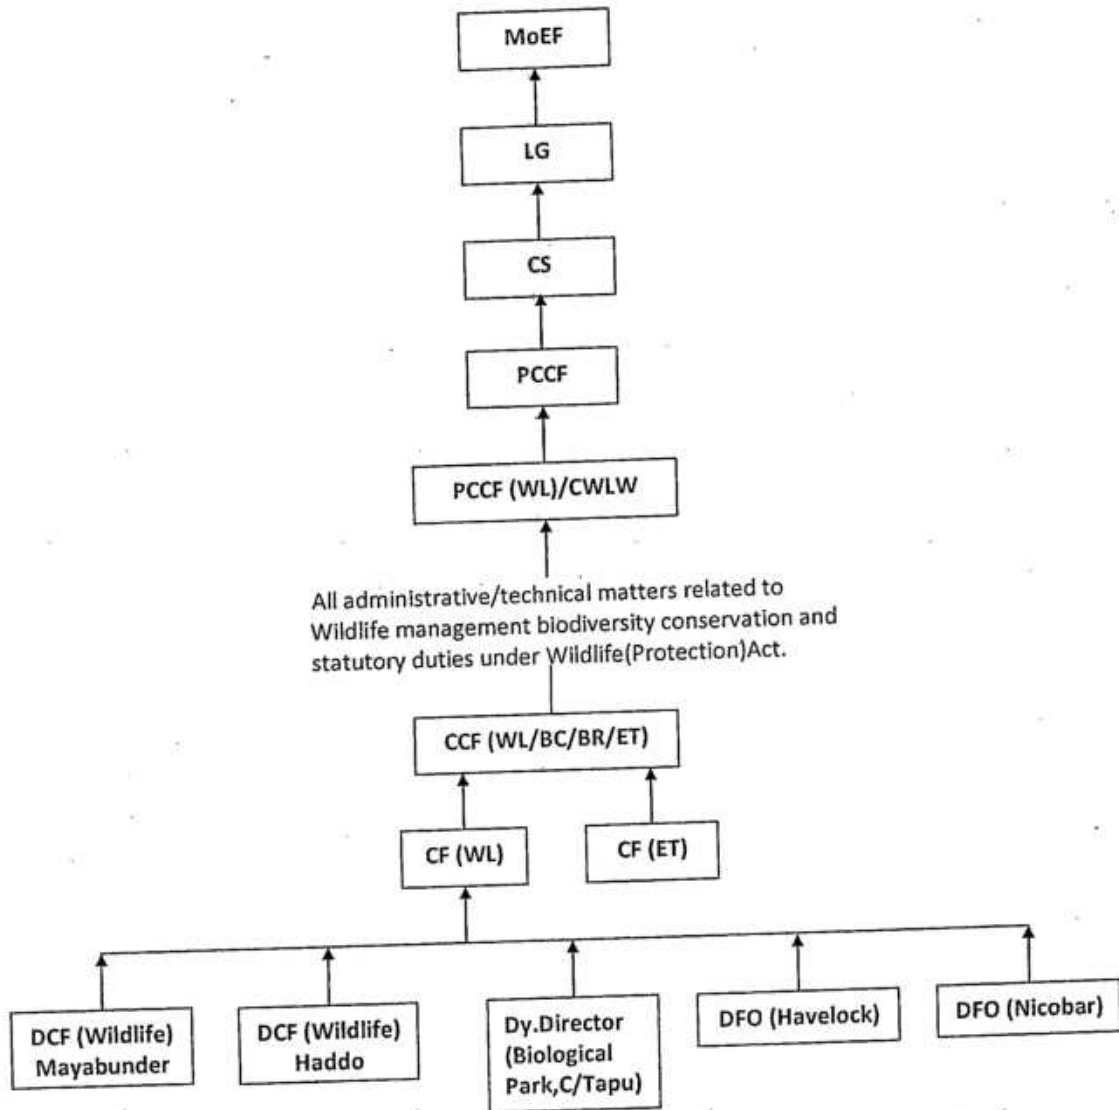 MoEF
LG
CS
PCCF
PCCF (WL)/CWLW
All administrative/technical matters related to
Wildlife management biodiversity conservation and
statutory duties under Wildlife(Protection)Act.
CCF (WL/BC/BR/ET)
CF (WL)
CF (ET)
DCF (Wildlife)
Mayabunder
DCF (Wildlife)
Haddo
Dy.Director
(Biological
Park,C/Tapu)
DFO (Havelock)
DFO (Nicobar)